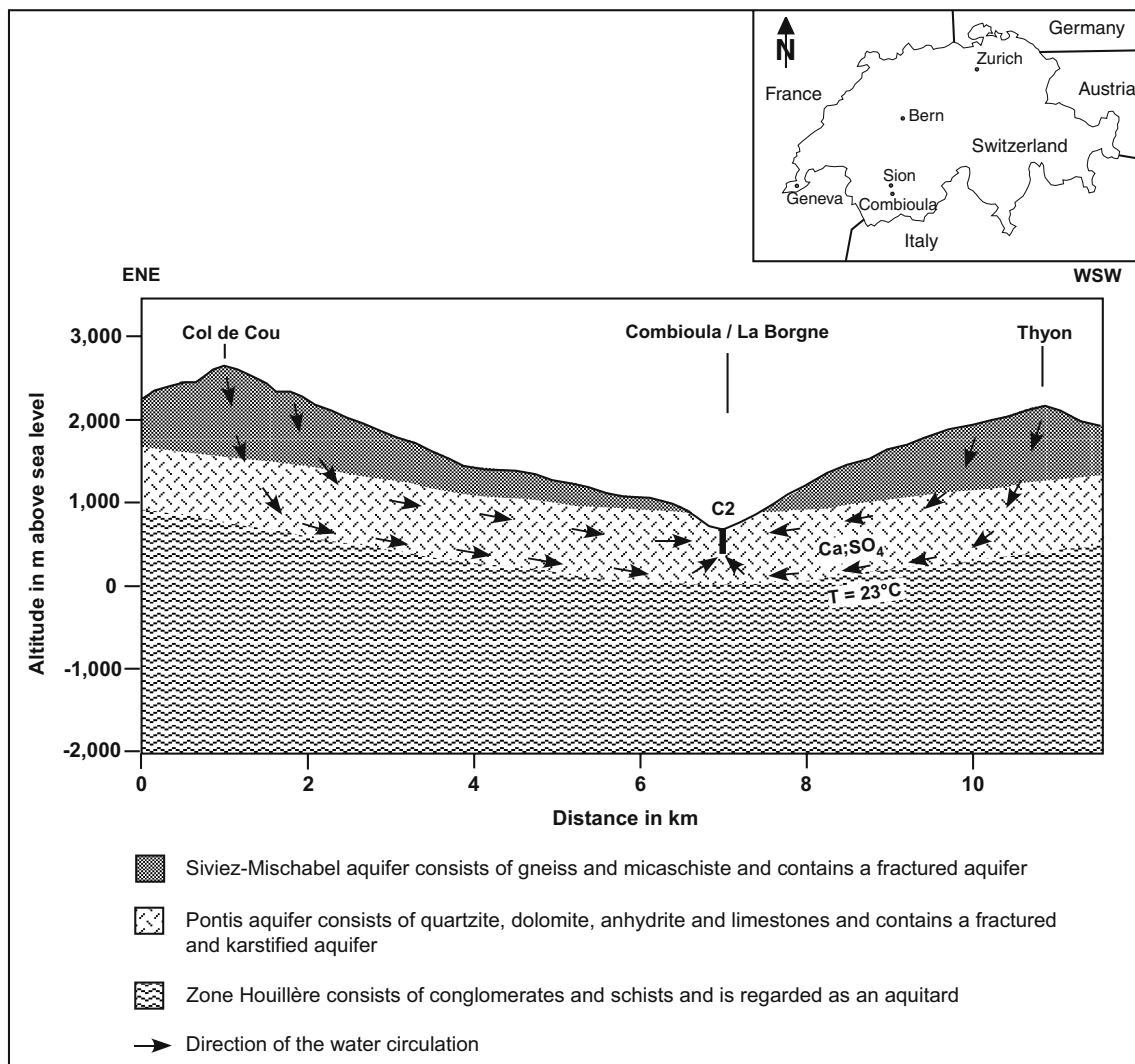 N
Germany
Zurich
France
Austria
Bern
Switzerland
Sion
Geneva
Combioula
Italy
ENE
WSW
Col de Cou
Combioula / La Borgne
Thyon
Altitude in m above sea level
3,000
2,000
1,000
0
-1,000
-2,000
C2
Ca;SO₄
T = 23°C
0
2
4
6
8
10
Distance in km
Siviez-Mischabel aquifer consists of gneiss and micaschiste and contains a fractured aquifer
Pontis aquifer consists of quartzite, dolomite, anhydrite and limestones and contains a fractured
and karstified aquifer
Zone Houillère consists of conglomerates and schists and is regarded as an aquitard
Direction of the water circulation